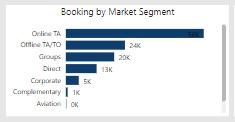 Booking by Market Segment
Online TA
Offline TA/TO 24K
Groups 20K
Direct 13K
Corporate 5K
Complementary 1K
Aviation 0K